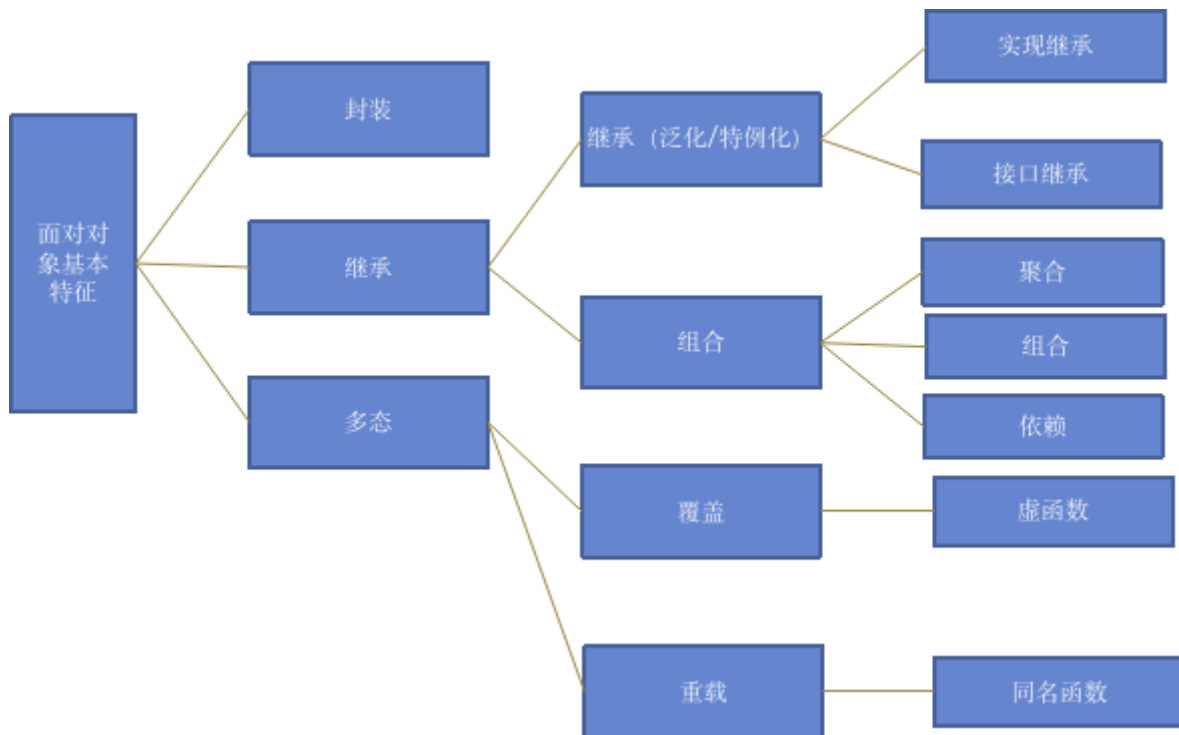 面对对
象基本
特征
封装
继承
多态
继承（泛化/特例化）
组合
覆盖
重载
实现继承
接口继承
聚合
组合
依赖
虚函数
同名函数